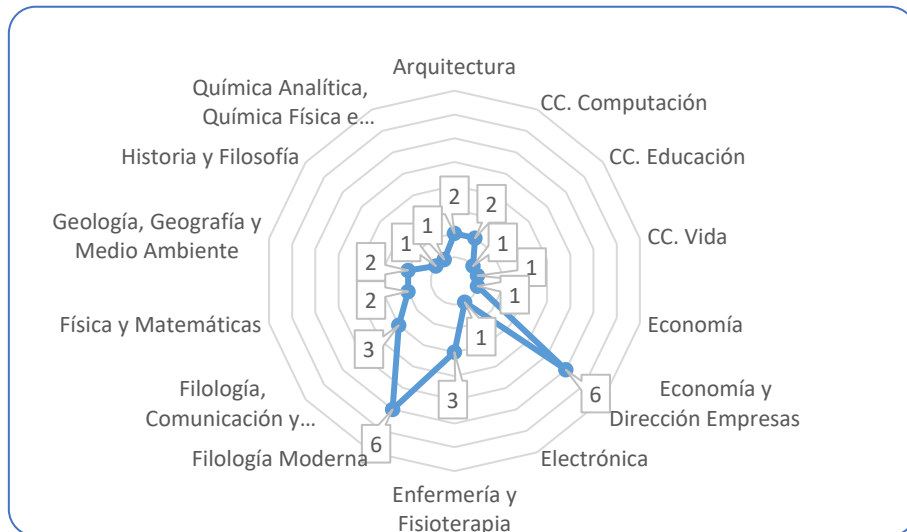 Arquitectura
CC. Computación
CC. Educación
CC. Vida
Economía
Economía y
Dirección Empresas
Electrónica
Enfermería y
Fisioterapia
Filología Moderna
Filología,
Comunicación y...
Física y Matemáticas
Geología, Geografía y
Medio Ambiente
Historia y Filosofía
Química Analítica,
Química Física e...
2
2
1
1
1
6
1
3
6
3
2
2
1
1